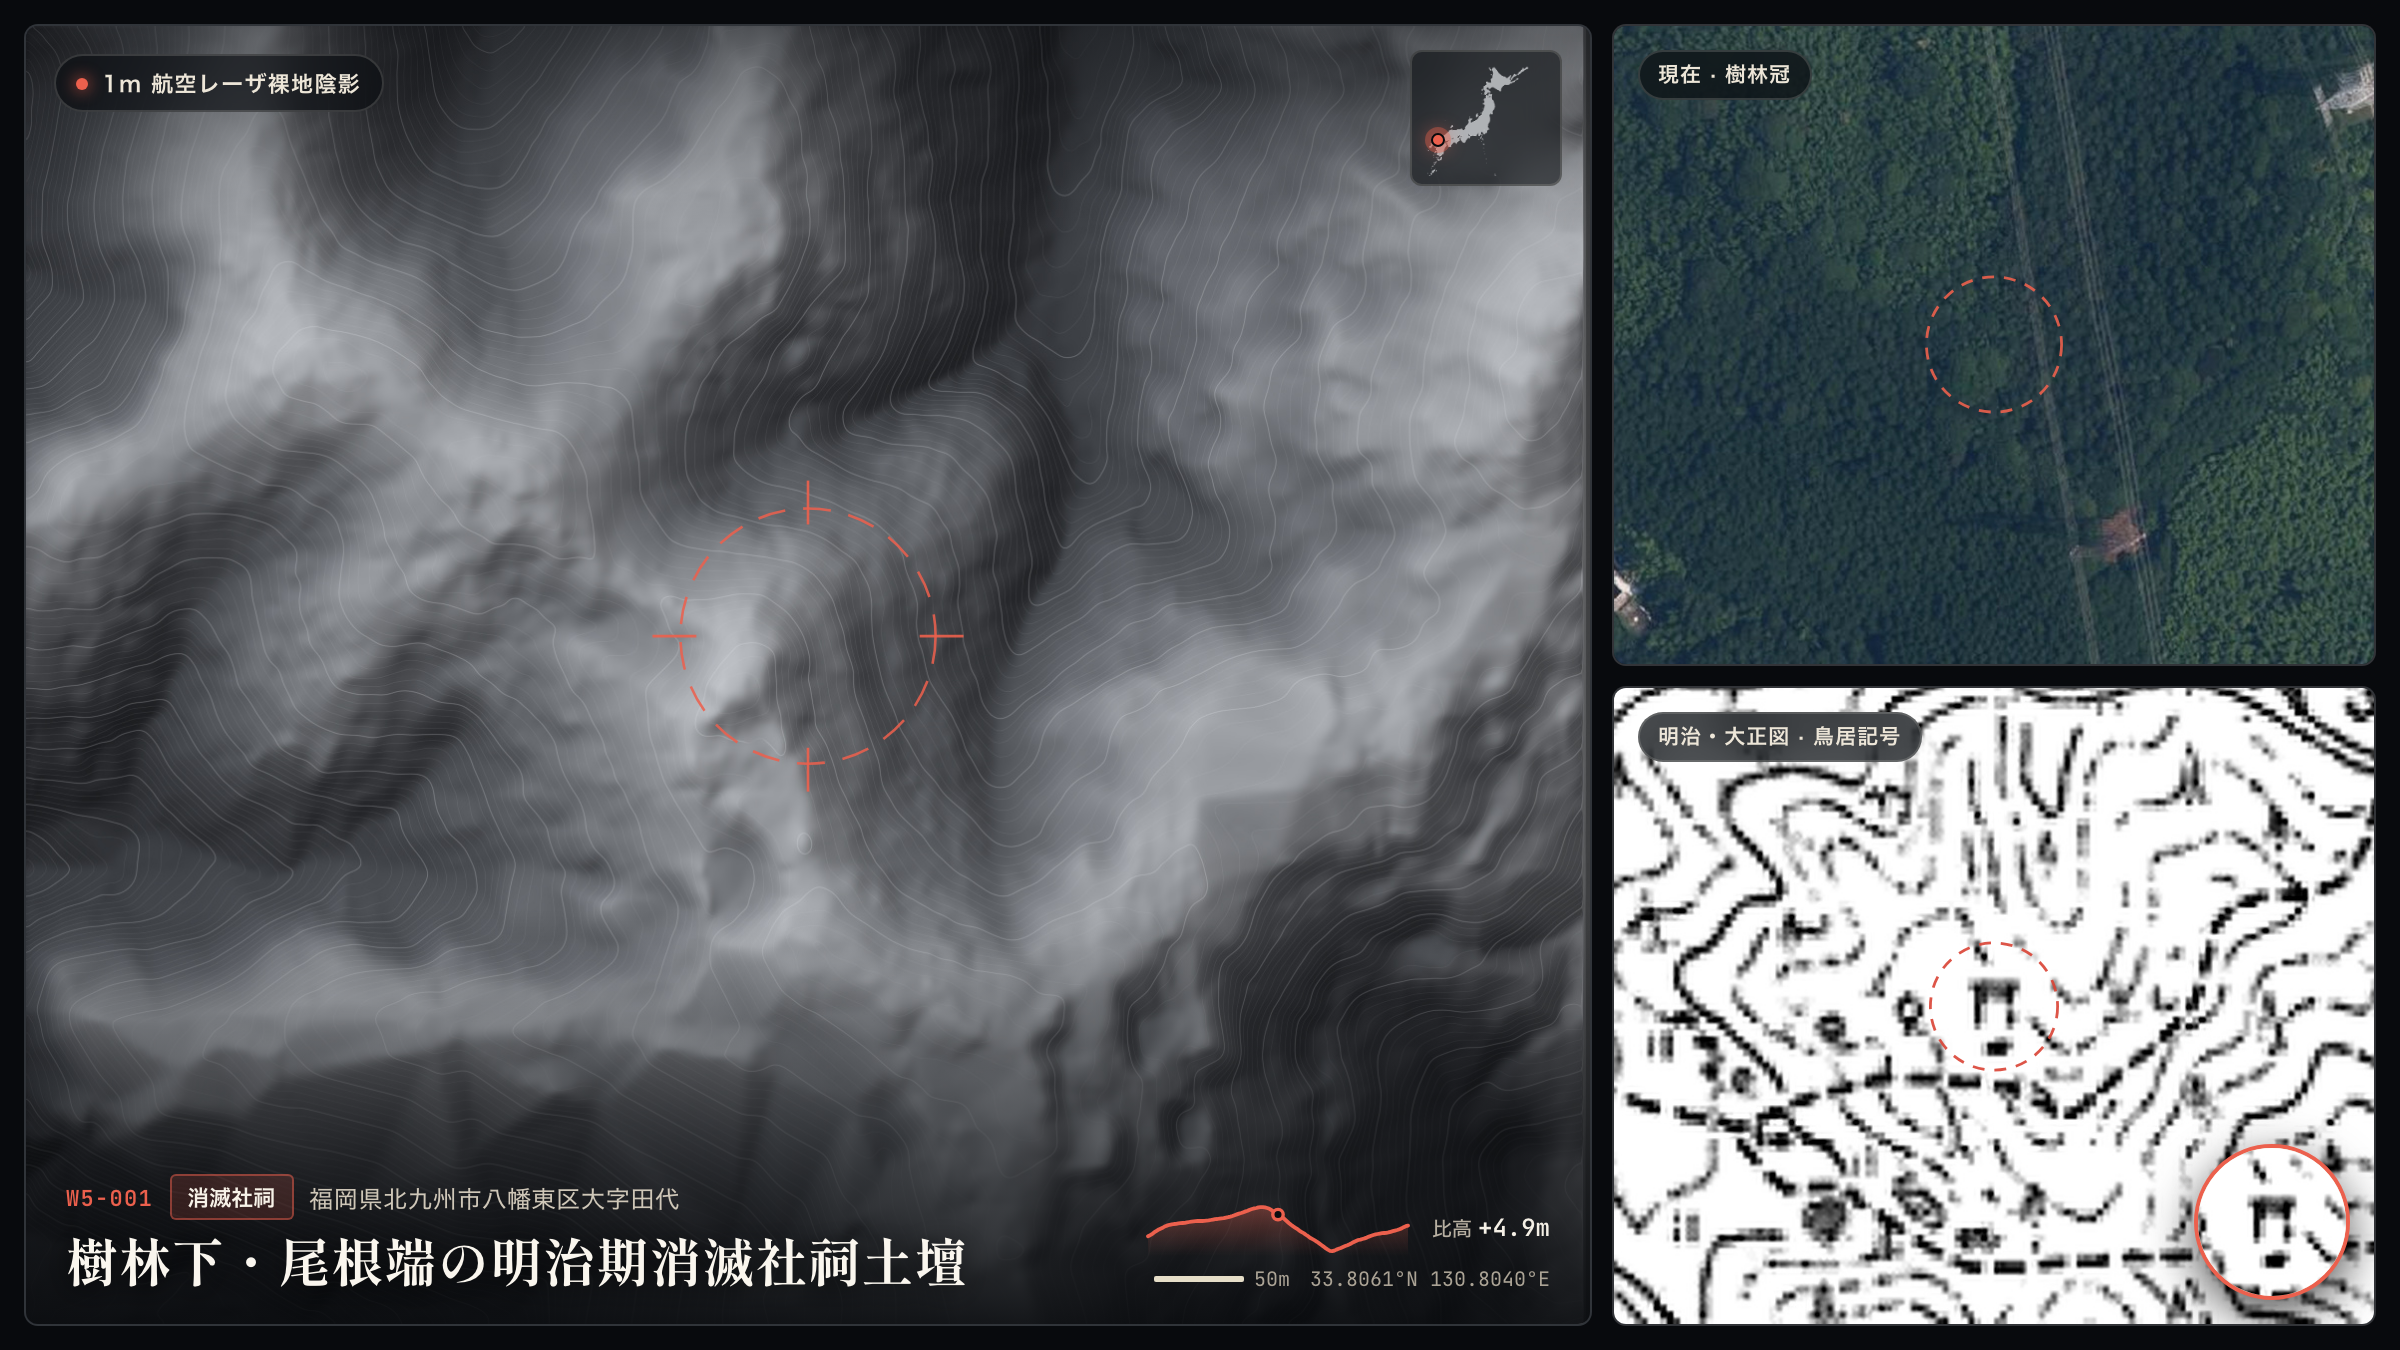 1m 航空レーザ裸地陰影
現在 · 樹林冠
明治・大正図 · 鳥居記号
W5-001 消滅社祠 福岡県北九州市八幡東区大字田代
樹林下・尾根端の明治期消滅社祠土壇
比高 +4.9m
50m 33.8061°N 130.8040°E